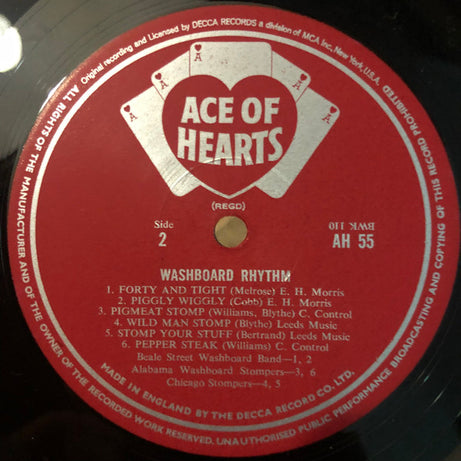 Original recording and Licensed by DECCA RECORDS a division of MCA Inc, New York, U.S.A.
ALL RIGHTS OF THE MANUFACTURER AND OF THE OWNER OF THE RECORDED WORK RESERVED. UNAUTHORISED PUBLIC PERFORMANCE BROADCASTING AND COPYING OF THIS RECORD PROHIBITED
A
A
A
A
A
ACE OF
HEARTS
(REGD)
Side
2
BWK 110
AH 55
WASHBOARD RHYTHM
1. FORTY AND TIGHT (Melrose) E. H. Morris
2. PIGGLY WIGGLY (Cobb) E. H. Morris
3. PIGMEAT STOMP (Williams, Blythe) C. Control
4. WILD MAN STOMP (Blythe) Leeds Music
5. STOMP YOUR STUFF (Bertrand) Leeds Music
6. PEPPER STEAK (Williams) C. Control
Beale Street Washboard Band—1, 2
Alabama Washboard Stompers—3, 6
Chicago Stompers—4, 5
MADE IN ENGLAND BY THE DECCA RECORD CO. LTD.